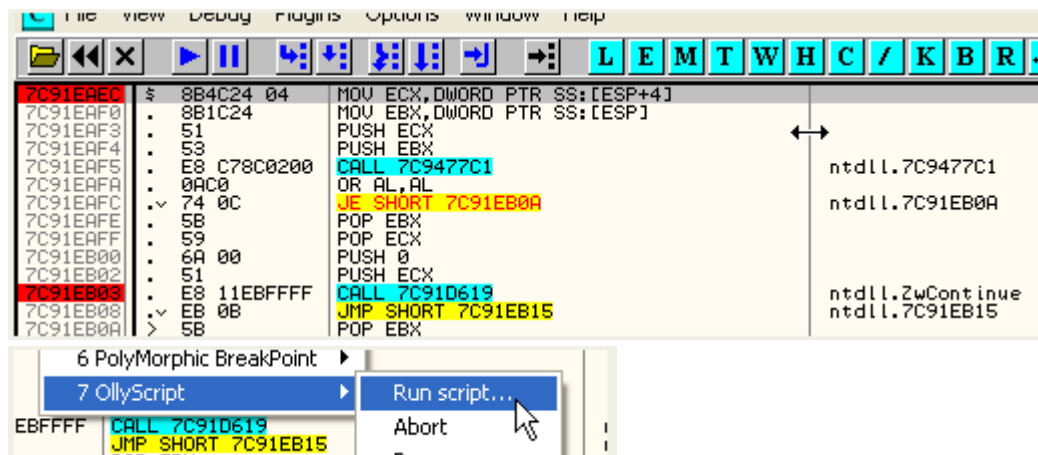 C File View Debug Plugins Options Window Help
L E M T W H C / K B R
7C91EAEC $ 8B4C24 04 MOV ECX,DWORD PTR SS:[ESP+4]
7C91EAF0 . 8B1C24 MOV EBX,DWORD PTR SS:[ESP]
7C91EAF3 . 51 PUSH ECX
7C91EAF4 . 53 PUSH EBX
7C91EAF5 . E8 C78C0200 CALL 7C9477C1 ntdll.7C9477C1
7C91EAFA . 0AC0 OR AL,AL
7C91EAFC .v 74 0C JE SHORT 7C91EB0A ntdll.7C91EB0A
7C91EAFE . 5B POP EBX
7C91EAFF . 59 POP ECX
7C91EB00 . 6A 00 PUSH 0
7C91EB02 . 51 PUSH ECX
7C91EB03 . E8 11EBFFFF CALL 7C91D619 ntdll.ZwContinue
7C91EB08 .v EB 0B JMP SHORT 7C91EB15 ntdll.7C91EB15
7C91EB0A > 5B POP EBX
6 PolyMorphic BreakPoint
7 OllyScript Run script...
EBFFFF CALL 7C91D619 Abort
JMP SHORT 7C91EB15